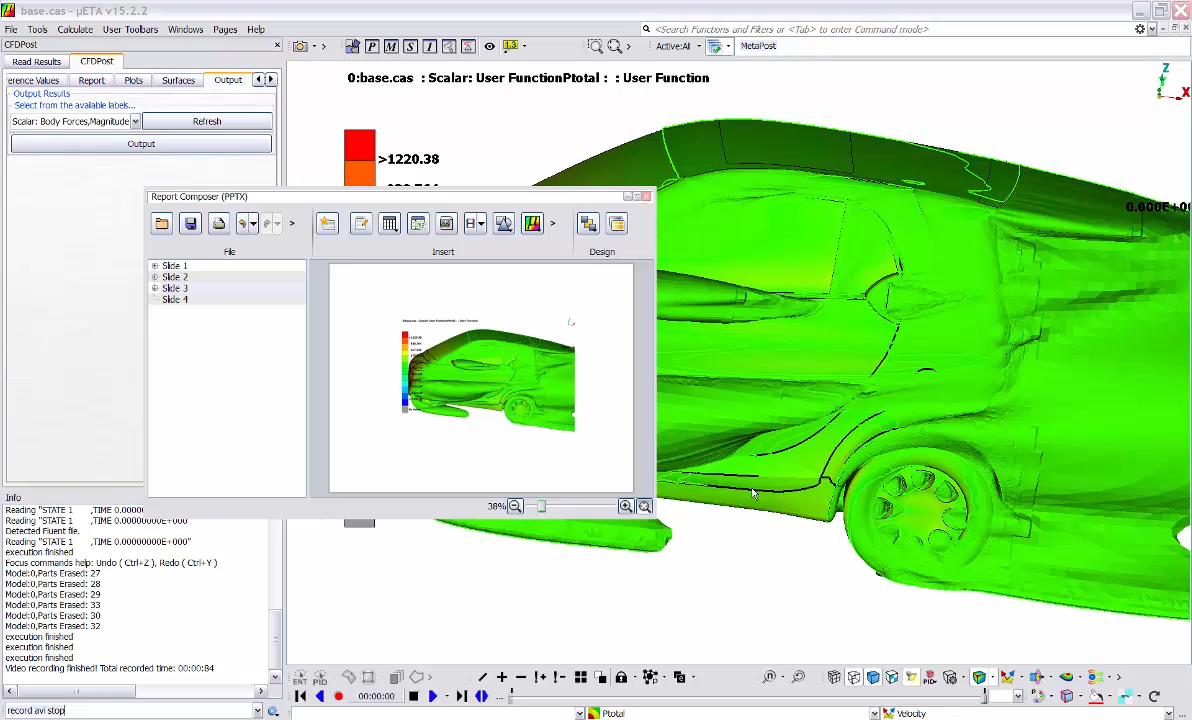 base.cas - µETA v15.2.2
File Tools Calculate User Toolbars Windows Pages Help
<Search Functions and Filters or <Tab> to enter Command mode>
CFDPost
Active:All
MetaPost
Read Results CFDPost
erence Values Report Plots Surfaces Output
Output Results
Select from the available labels...
Scalar: Body Forces,Magnitude Refresh
Output
0:base.cas : Scalar: User FunctionPtotal : : User Function
Z
X
>1220.38
Report Composer (PPTX)
File Insert Design
Slide 1
Slide 2
Slide 3
Slide 4
38%
Info
Reading "STATE 1 ,TIME 0.00000000E+000"
Detected Fluent file.
Reading "STATE 1 ,TIME 0.00000000E+000"
execution finished
Focus commands help: Undo ( Ctrl+Z ), Redo ( Ctrl+Y )
Model:0,Parts Erased: 27
Model:0,Parts Erased: 28
Model:0,Parts Erased: 29
Model:0,Parts Erased: 33
Model:0,Parts Erased: 30
Model:0,Parts Erased: 32
execution finished
execution finished
execution finished
Video recording finished! Total recorded time: 00:00:84
ENT PID
00:00:00
record avi stop
Ptotal
Velocity